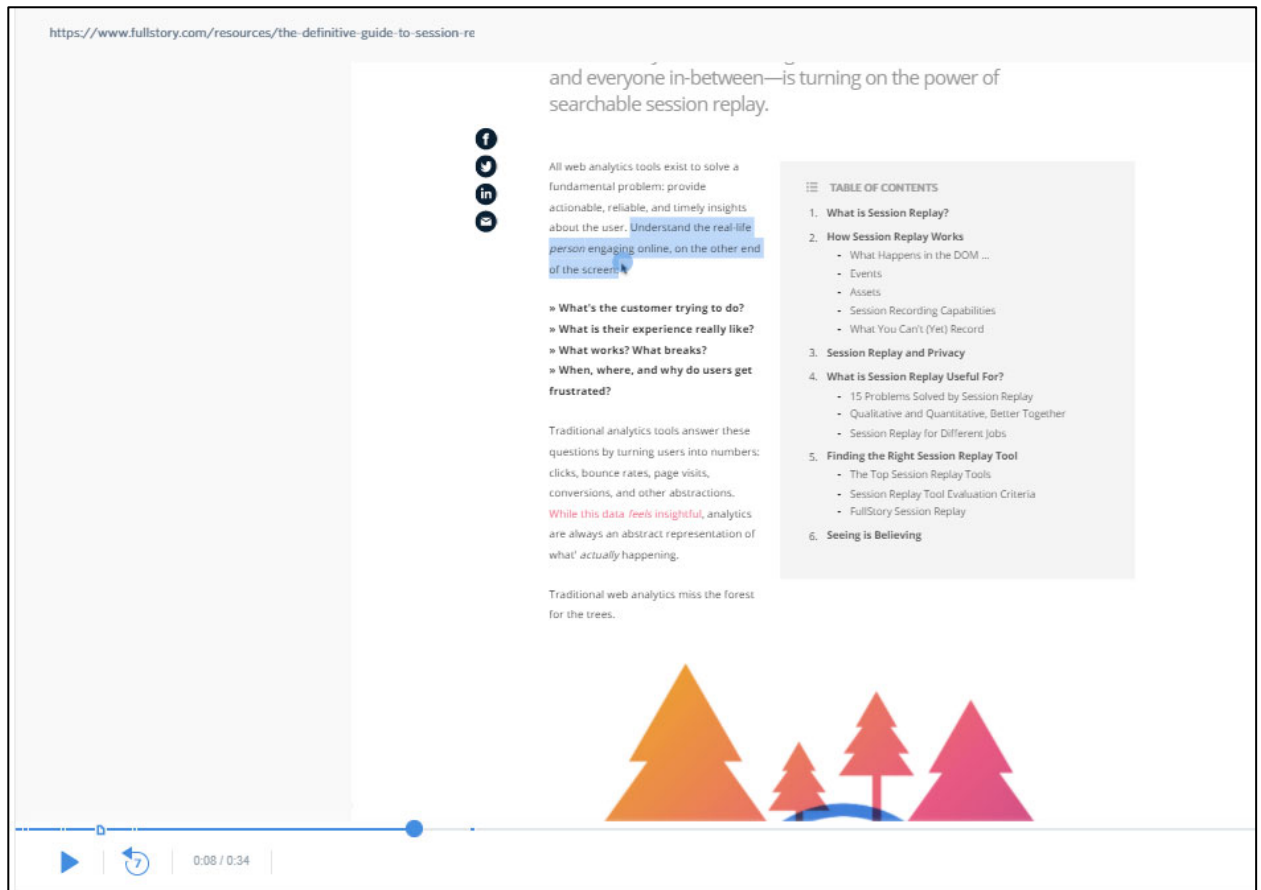 https://www.fullstory.com/resources/the-definitive-guide-to-session-re
and everyone in-between—is turning on the power of
searchable session replay.
All web analytics tools exist to solve a
fundamental problem: provide
actionable, reliable, and timely insights
about the user. Understand the real-life
person engaging online, on the other end
of the screen.
» What's the customer trying to do?
» What is their experience really like?
» What works? What breaks?
» When, where, and why do users get
frustrated?
Traditional analytics tools answer these
questions by turning users into numbers:
clicks, bounce rates, page visits,
conversions, and other abstractions.
While this data feels insightful, analytics
are always an abstract representation of
what' actually happening.
Traditional web analytics miss the forest
for the trees.
TABLE OF CONTENTS
1. What is Session Replay?
2. How Session Replay Works
- What Happens in the DOM ...
- Events
- Assets
- Session Recording Capabilities
- What You Can't (Yet) Record
3. Session Replay and Privacy
4. What is Session Replay Useful For?
- 15 Problems Solved by Session Replay
- Qualitative and Quantitative, Better Together
- Session Replay for Different Jobs
5. Finding the Right Session Replay Tool
- The Top Session Replay Tools
- Session Replay Tool Evaluation Criteria
- FullStory Session Replay
6. Seeing is Believing
7
0:08 / 0:34